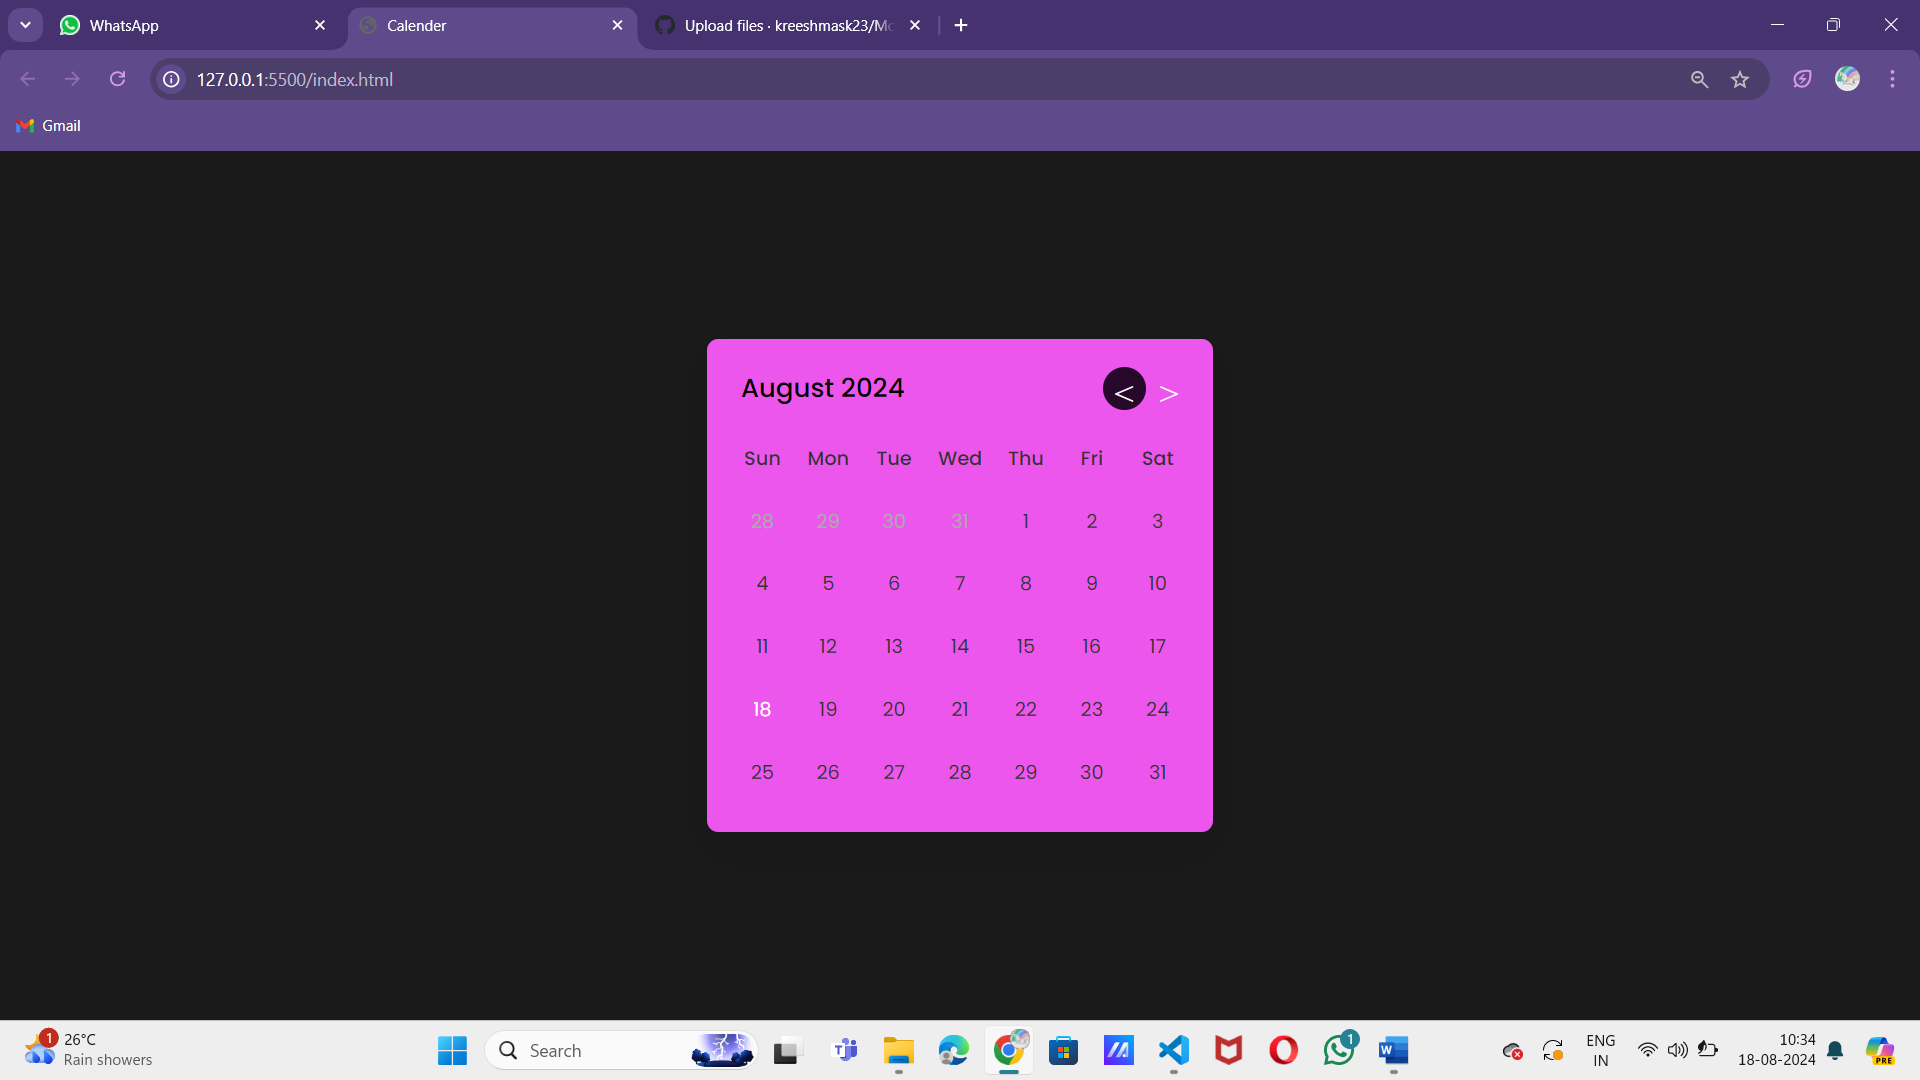 WhatsApp
Calender
Upload files · kreeshmask23/Mo
127.0.0.1:5500/index.html
Gmail
August 2024
< >
Sun Mon Tue Wed Thu Fri Sat
28 29 30 31 1 2 3
4 5 6 7 8 9 10
11 12 13 14 15 16 17
18 19 20 21 22 23 24
25 26 27 28 29 30 31
1
26°C
Rain showers
Search
T
W
1
ENG
IN
10:34
18-08-2024
PRE